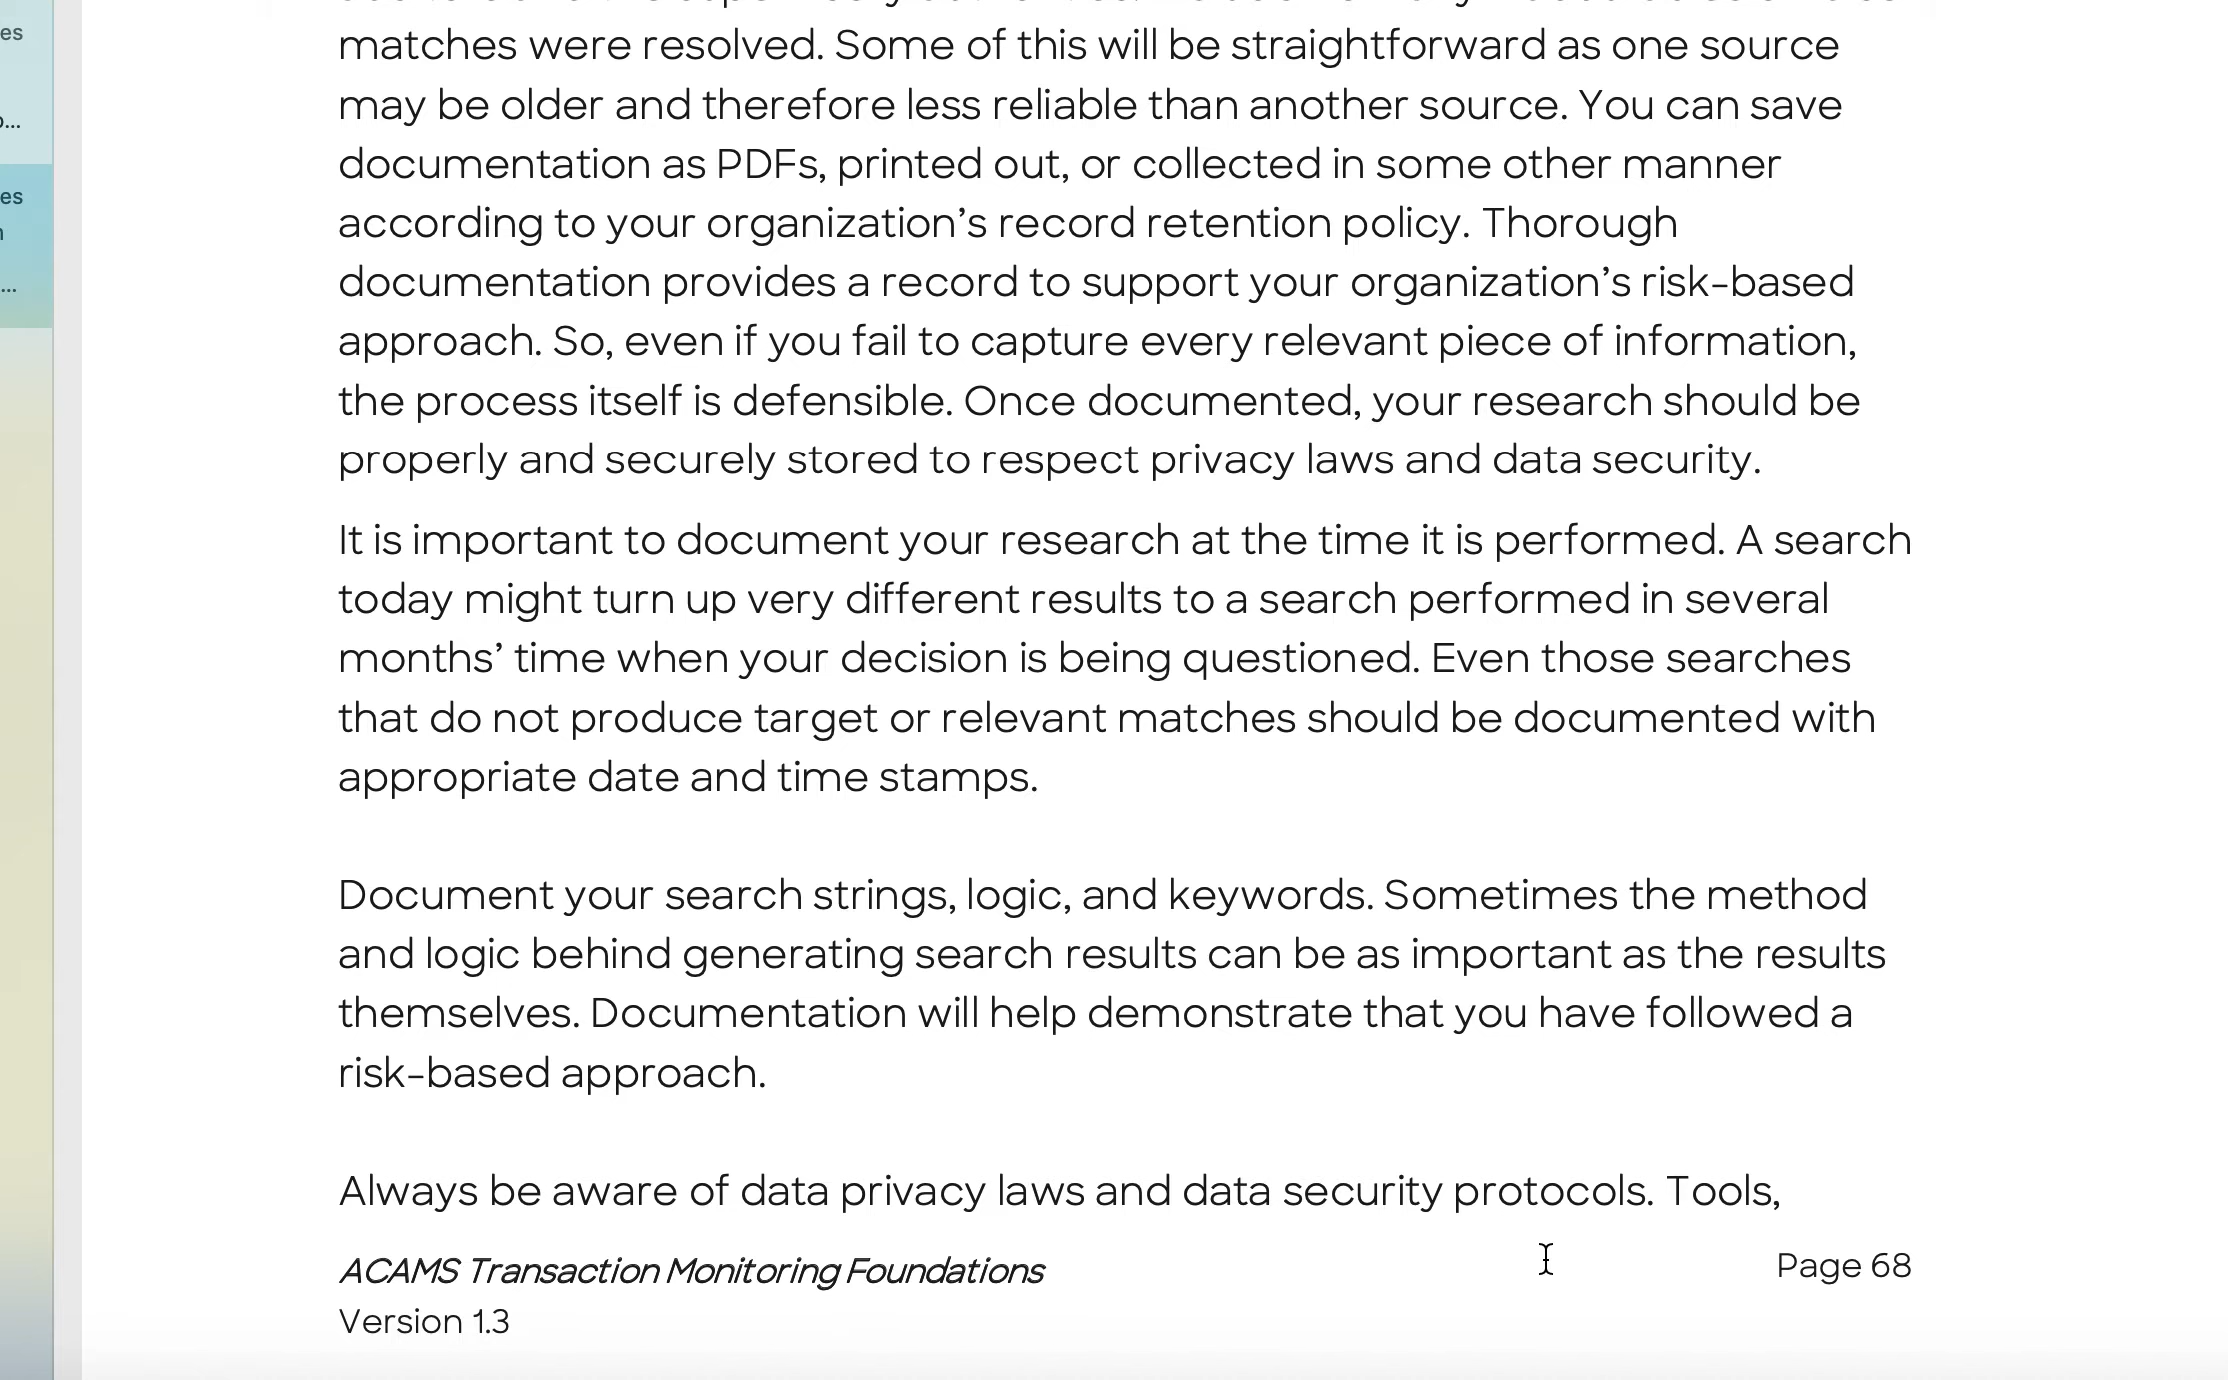 es
matches were resolved. Some of this will be straightforward as one source
may be older and therefore less reliable than another source. You can save
documentation as PDFs, printed out, or collected in some other manner
according to your organization’s record retention policy. Thorough
documentation provides a record to support your organization’s risk-based
approach. So, even if you fail to capture every relevant piece of information,
the process itself is defensible. Once documented, your research should be
properly and securely stored to respect privacy laws and data security.
It is important to document your research at the time it is performed. A search
today might turn up very different results to a search performed in several
months’ time when your decision is being questioned. Even those searches
that do not produce target or relevant matches should be documented with
appropriate date and time stamps.
Document your search strings, logic, and keywords. Sometimes the method
and logic behind generating search results can be as important as the results
themselves. Documentation will help demonstrate that you have followed a
risk-based approach.
Always be aware of data privacy laws and data security protocols. Tools,
ACAMS Transaction Monitoring Foundations
Page 68
Version 1.3
es